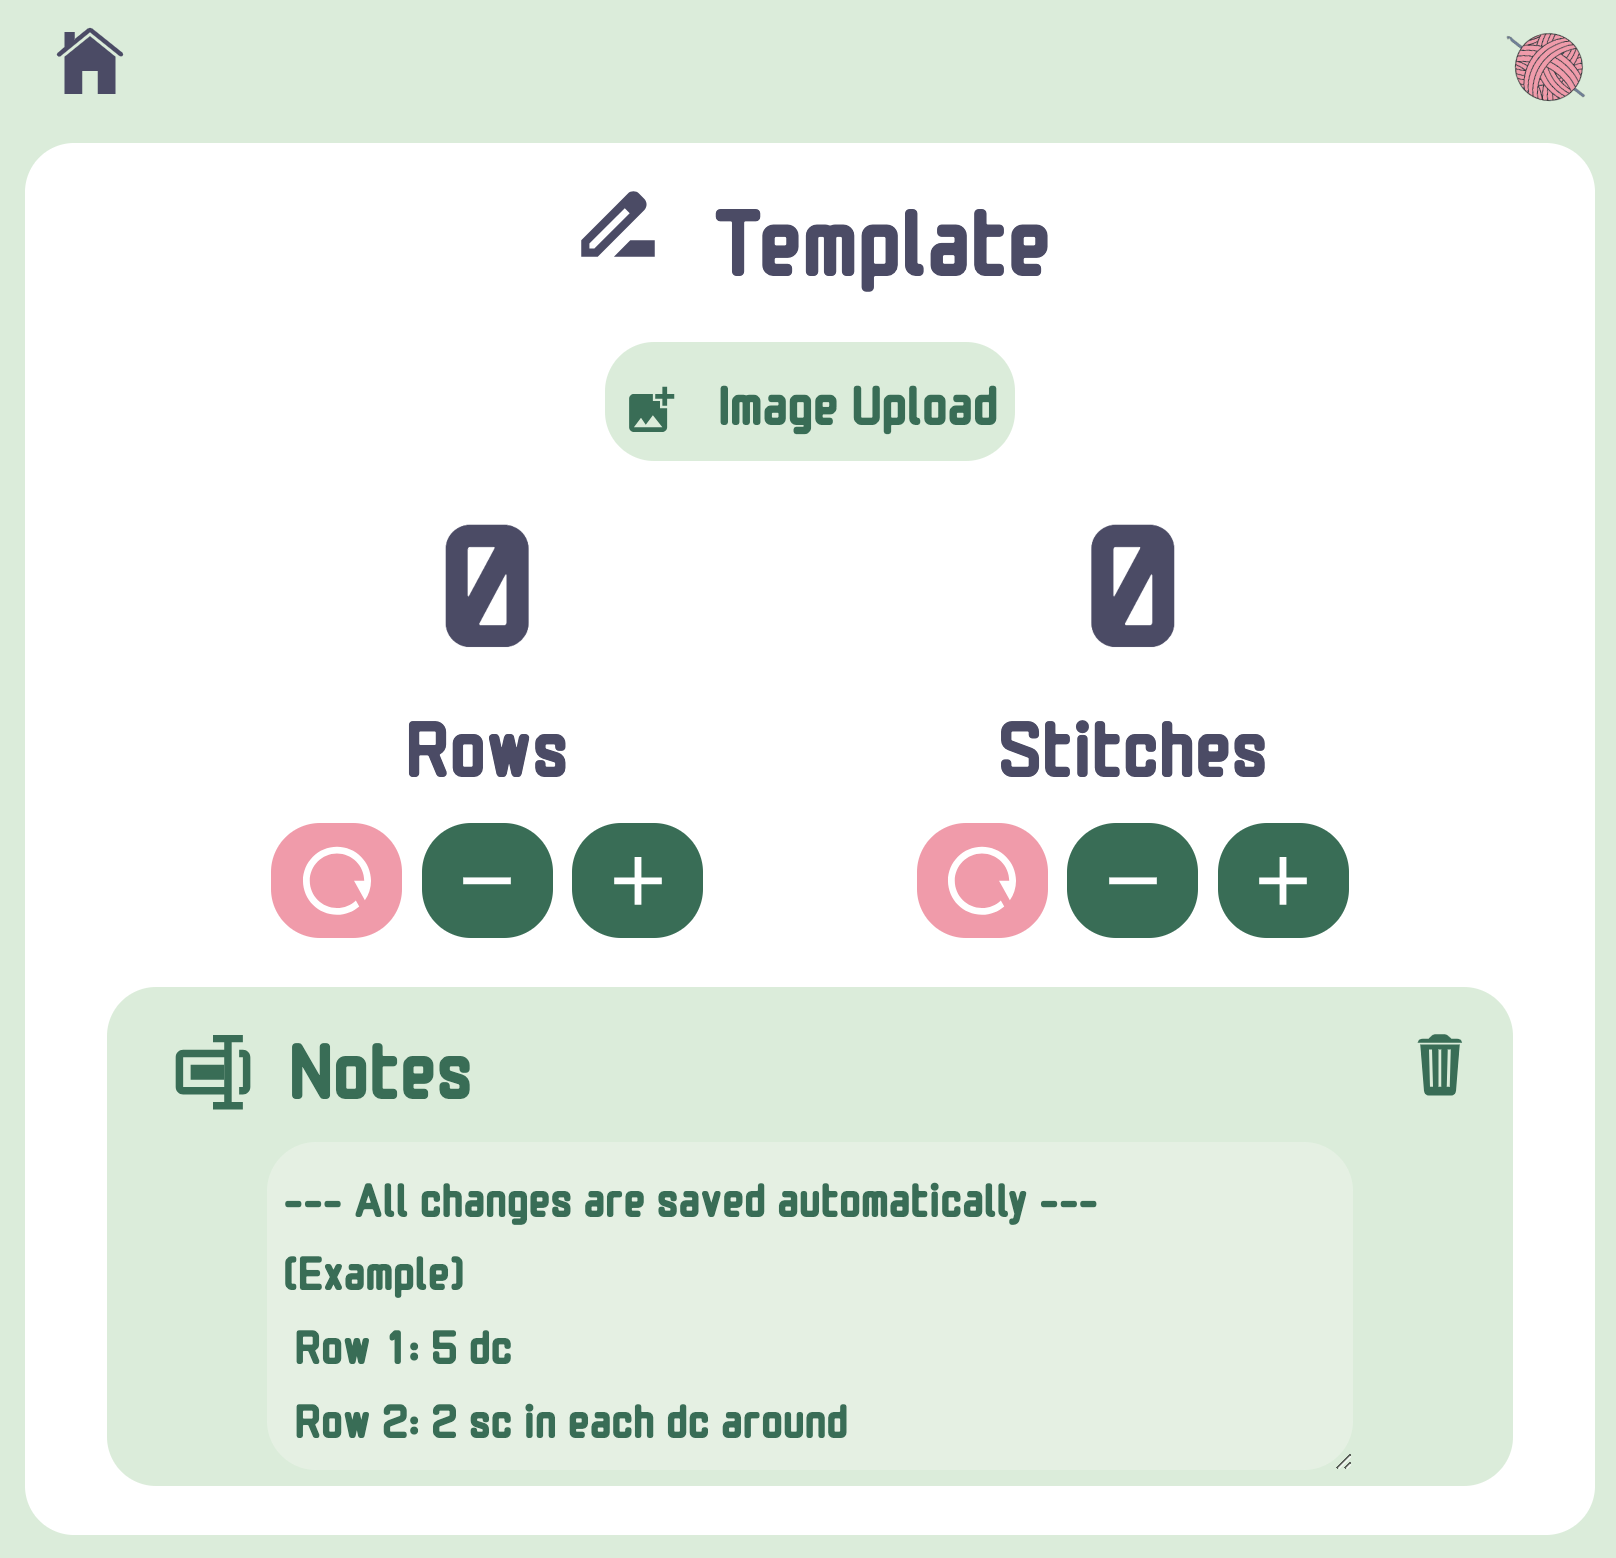 Template
Image Upload
0 0
Rows Stitches
Notes
--- All changes are saved automatically ---
(Example)
Row 1: 5 dc
Row 2: 2 sc in each dc around